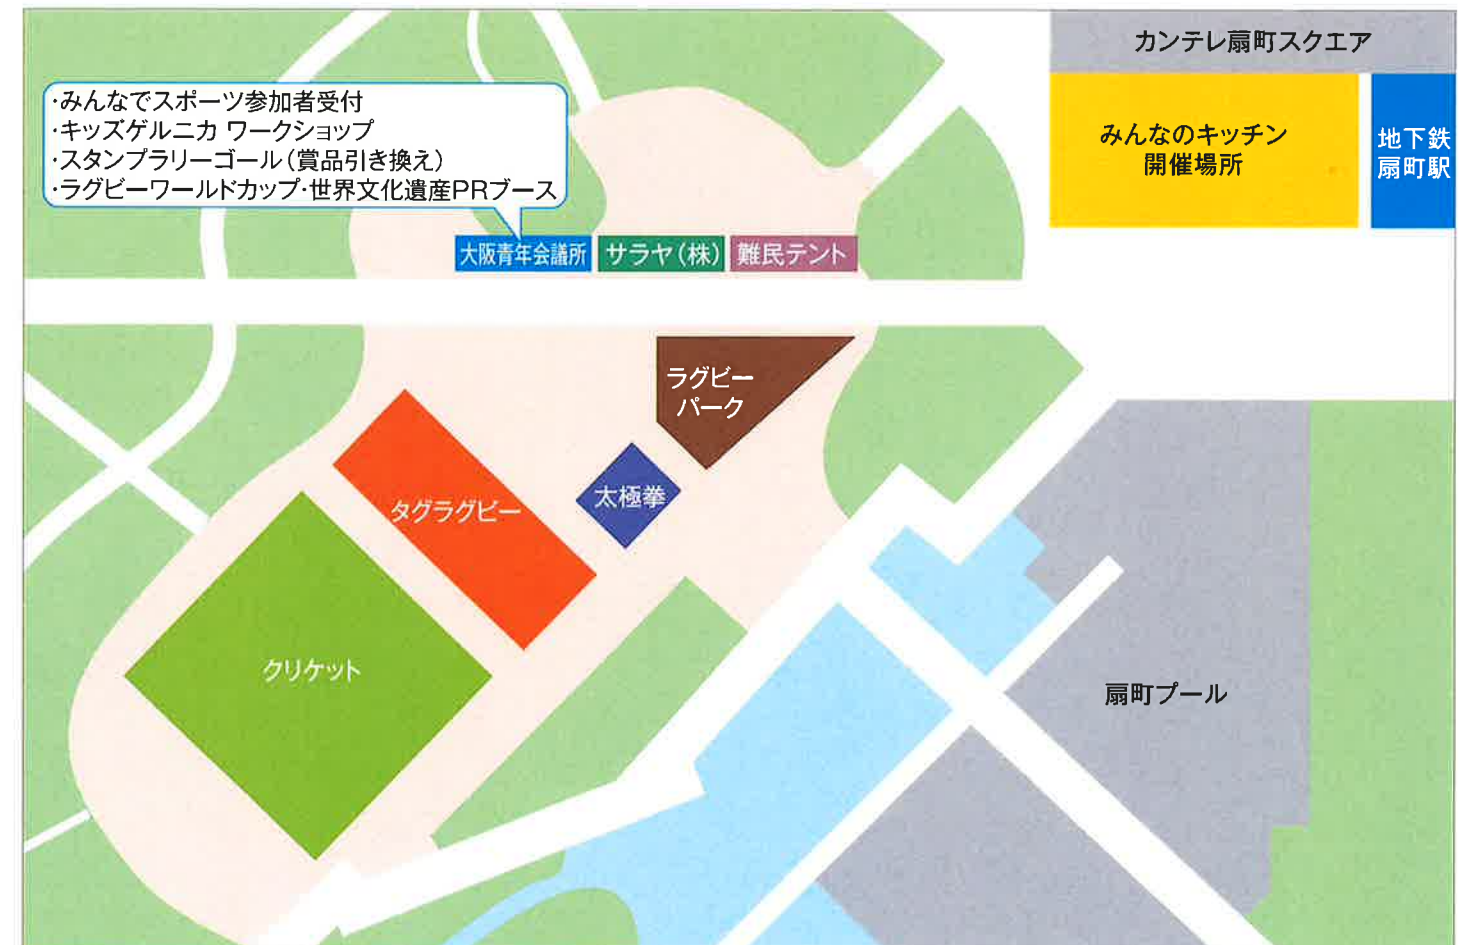 カンテレ扇町スクエア
・みんなでスポーツ参加者受付
・キッズゲルニカ ワークショップ
・スタンプラリーゴール（賞品引き換え）
・ラグビーワールドカップ・世界文化遺産PRブース
みんなのキッチン
開催場所
地下鉄
扇町駅
大阪青年会議所
サラヤ（株）
難民テント
ラグビー
パーク
太極拳
タグラグビー
クリケット
扇町プール